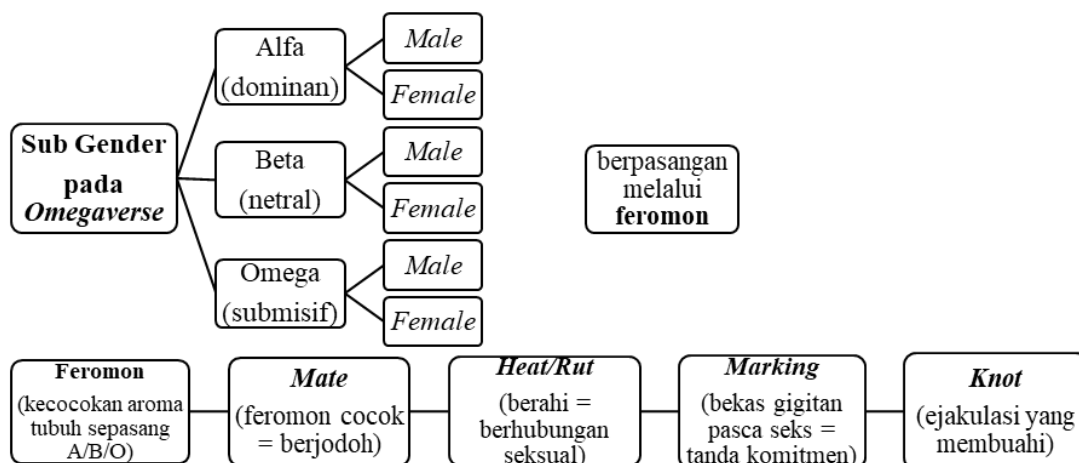 Sub Gender
pada
Omegaverse
Alfa
(dominan)
Male
Female
Beta
(netral)
Male
Female
Omega
(submisif)
Male
Female
berpasangan
melalui
feromon
Feromon
(kecocokan aroma
tubuh sepasang
A/B/O)
Mate
(feromon cocok
= berjodoh)
Heat/Rut
(berahi =
berhubungan
seksual)
Marking
(bekas gigitan
pasca seks =
tanda komitmen)
Knot
(ejakulasi yang
membuahi)